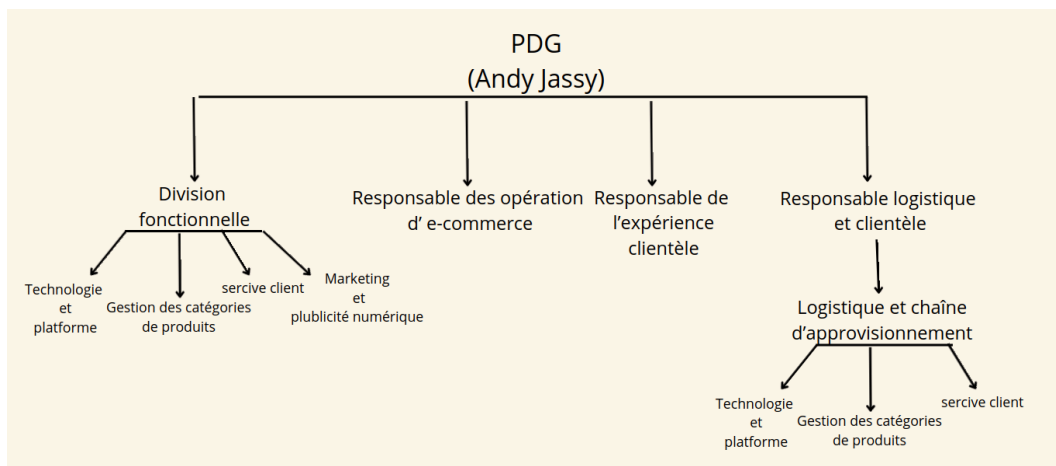 PDG
(Andy Jassy)
Division
fonctionnelle
Responsable des opération
d' e-commerce
Responsable de
l'expérience
clientèle
Responsable logistique
et clientèle
Technologie
et
platforme
Gestion des catégories
de produits
sercive client
Marketing
et
plublicité numérique
Logistique et chaîne
d'approvisionnement
Technologie
et
platforme
Gestion des catégories
de produits
sercive client